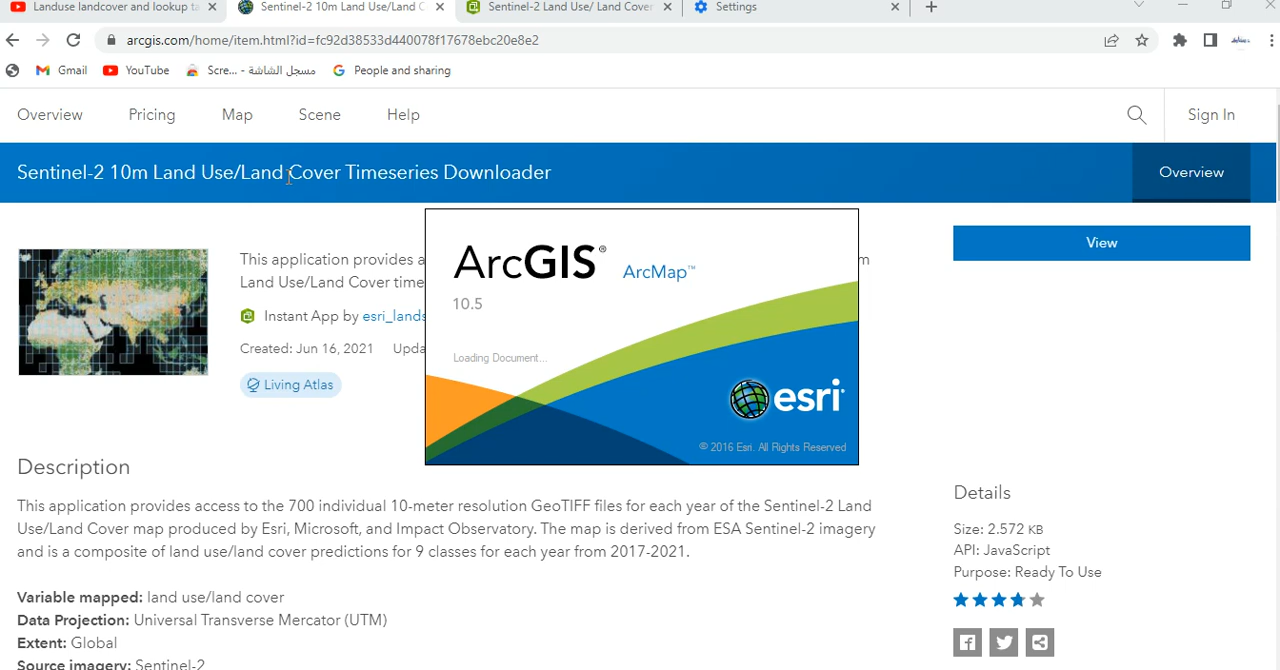 Landuse landcover and lookup ta
Sentinel-2 10m Land Use/Land C
Sentinel-2 Land Use/ Land Cover
Settings
arcgis.com/home/item.html?id=fc92d38533d440078f17678ebc20e8e2
Gmail
YouTube
Scre... - مسجل الشاشة
People and sharing
Overview
Pricing
Map
Scene
Help
Sign In
Sentinel-2 10m Land Use/Land Cover Timeseries Downloader
Overview
This application provides a
m
Land Use/Land Cover time
Instant App by esri_lands
Created: Jun 16, 2021 Upda
Living Atlas
View
ArcGIS® ArcMap™
10.5
Loading Document...
esri
© 2016 Esri. All Rights Reserved
Description
This application provides access to the 700 individual 10-meter resolution GeoTIFF files for each year of the Sentinel-2 Land
Use/Land Cover map produced by Esri, Microsoft, and Impact Observatory. The map is derived from ESA Sentinel-2 imagery
and is a composite of land use/land cover predictions for 9 classes for each year from 2017-2021.
Variable mapped: land use/land cover
Data Projection: Universal Transverse Mercator (UTM)
Extent: Global
Source imagery: Sentinel-2
Details
Size: 2.572 KB
API: JavaScript
Purpose: Ready To Use